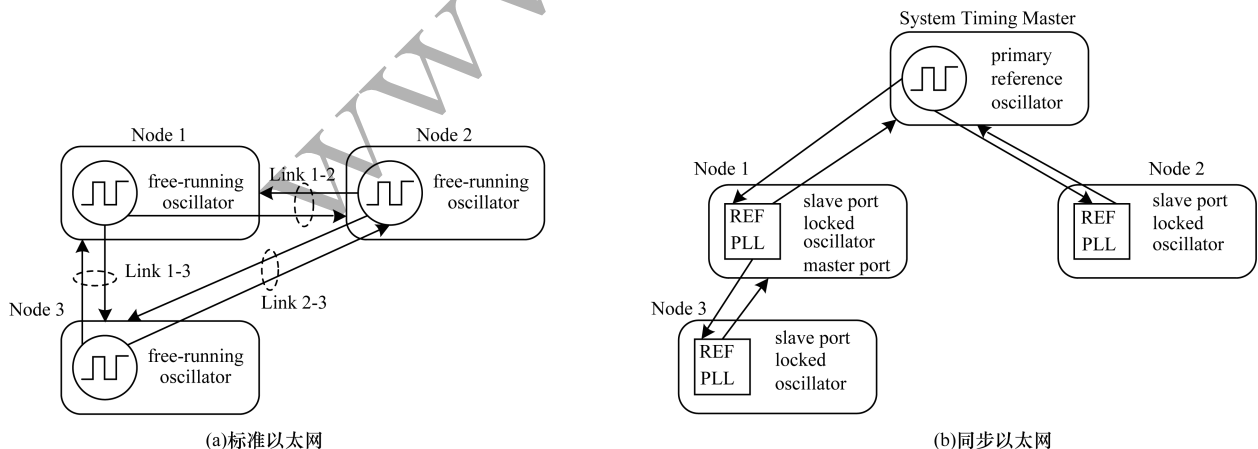 Node 1
free-running
oscillator
Link 1-2
Node 2
free-running
oscillator
Link 1-3
Link 2-3
Node 3
free-running
oscillator
(a)标准以太网
System Timing Master
primary
reference
oscillator
Node 1
REF
PLL
slave port
locked
oscillator
master port
Node 2
REF
PLL
slave port
locked
oscillator
Node 3
REF
PLL
slave port
locked
oscillator
(b)同步以太网
WWW